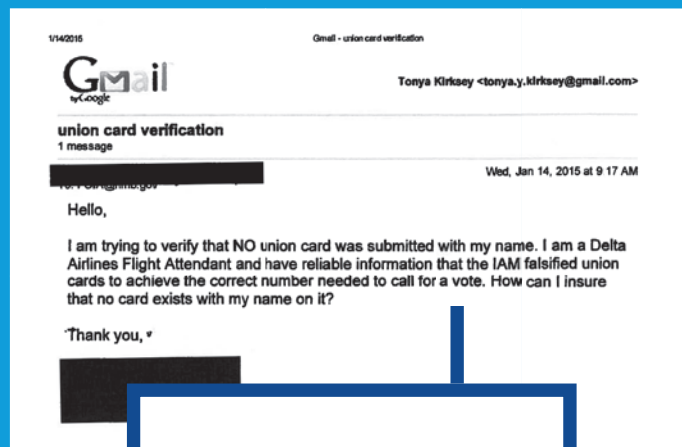 1/14/2015 Gmail - union card verification
Gmail Tonya Kirksey <tonya.y.kirksey@gmail.com>
by Google
union card verification
1 message
Wed, Jan 14, 2015 at 9 17 AM
Hello,
I am trying to verify that NO union card was submitted with my name. I am a Delta
Airlines Flight Attendant and have reliable information that the IAM falsified union
cards to achieve the correct number needed to call for a vote. How can I insure
that no card exists with my name on it?
Thank you,